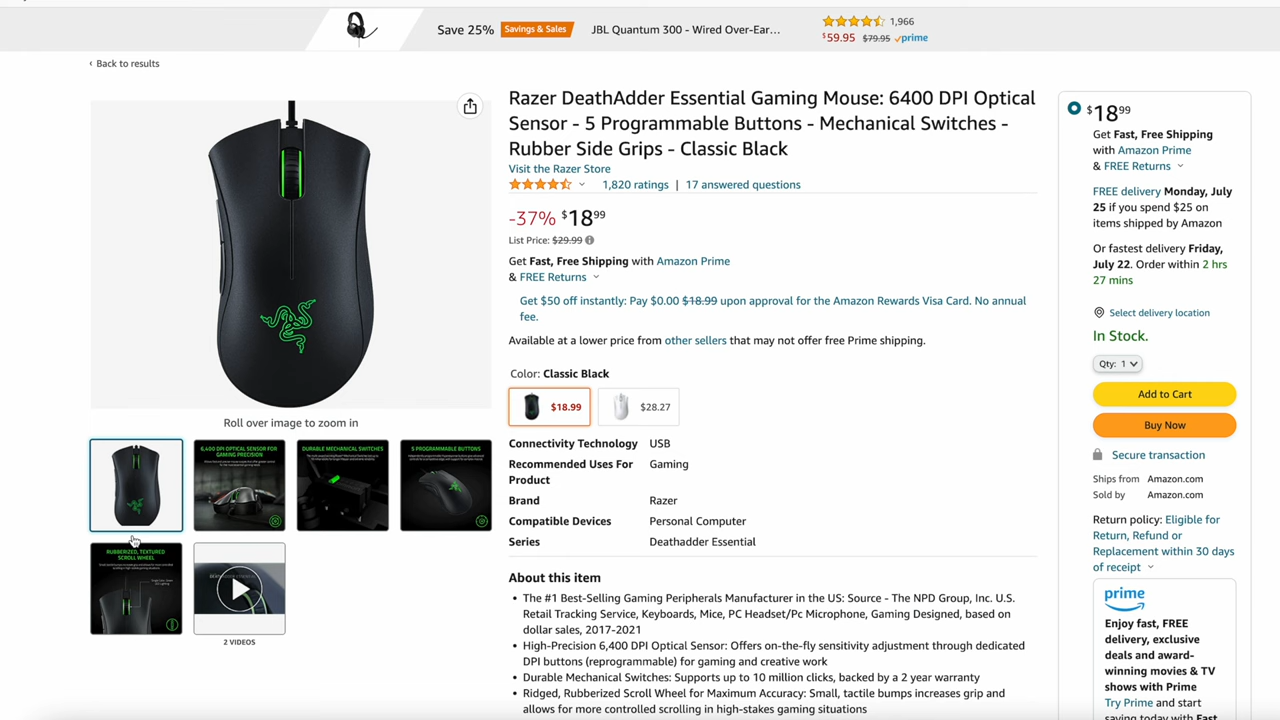 Save 25% Savings & Sales JBL Quantum 300 - Wired Over-Ear... 1,966
$59.95 $79.95 prime
‹ Back to results
Razer DeathAdder Essential Gaming Mouse: 6400 DPI Optical
Sensor - 5 Programmable Buttons - Mechanical Switches -
Rubber Side Grips - Classic Black
Visit the Razer Store
1,820 ratings | 17 answered questions
-37% $18 99
List Price: $29.99
Get Fast, Free Shipping with Amazon Prime
& FREE Returns
Get $50 off instantly: Pay $0.00 $18.99 upon approval for the Amazon Rewards Visa Card. No annual
fee.
Available at a lower price from other sellers that may not offer free Prime shipping.
Color: Classic Black
$18.99 $28.27
Connectivity Technology USB
Recommended Uses For Gaming
Product
Brand Razer
Compatible Devices Personal Computer
Series Deathadder Essential
About this item
• The #1 Best-Selling Gaming Peripherals Manufacturer in the US: Source - The NPD Group, Inc. U.S.
Retail Tracking Service, Keyboards, Mice, PC Headset/Pc Microphone, Gaming Designed, based on
dollar sales, 2017-2021
• High-Precision 6,400 DPI Optical Sensor: Offers on-the-fly sensitivity adjustment through dedicated
DPI buttons (reprogrammable) for gaming and creative work
• Durable Mechanical Switches: Supports up to 10 million clicks, backed by a 2 year warranty
• Ridged, Rubberized Scroll Wheel for Maximum Accuracy: Small, tactile bumps increases grip and
allows for more controlled scrolling in high-stakes gaming situations
Roll over image to zoom in
6,400 DPI OPTICAL SENSOR FOR
GAMING PRECISION
DURABLE MECHANICAL SWITCHES
5 PROGRAMMABLE BUTTONS
RUBBERIZED, TEXTURED
SCROLL WHEEL
2 VIDEOS
$18 99
Get Fast, Free Shipping
with Amazon Prime
& FREE Returns
FREE delivery Monday, July
25 if you spend $25 on
items shipped by Amazon
Or fastest delivery Friday,
July 22. Order within 2 hrs
27 mins
Select delivery location
In Stock.
Qty: 1
Add to Cart
Buy Now
Secure transaction
Ships from Amazon.com
Sold by Amazon.com
Return policy: Eligible for
Return, Refund or
Replacement within 30 days
of receipt
prime
Enjoy fast, FREE
delivery, exclusive
deals and award-
winning movies & TV
shows with Prime
Try Prime and start
saving today with Fast,